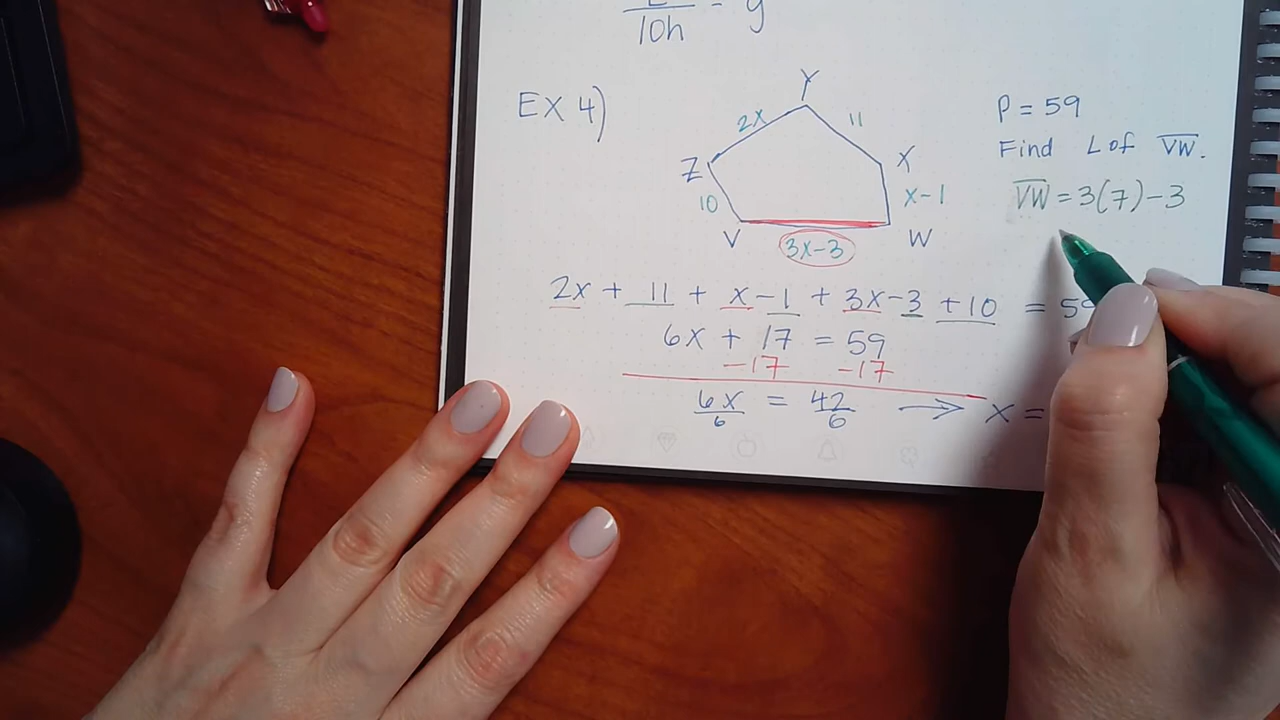 10h = y
EX 4)
Y
2x
11
Z
X
10
x-1
V
3x-3
W
P = 59
Find L of VW.
VW = 3(7)-3
2x + 11 + x-1 + 3x-3 +10 =
6x + 17 = 59
-17 -17
6x/6 = 42/6 → x =